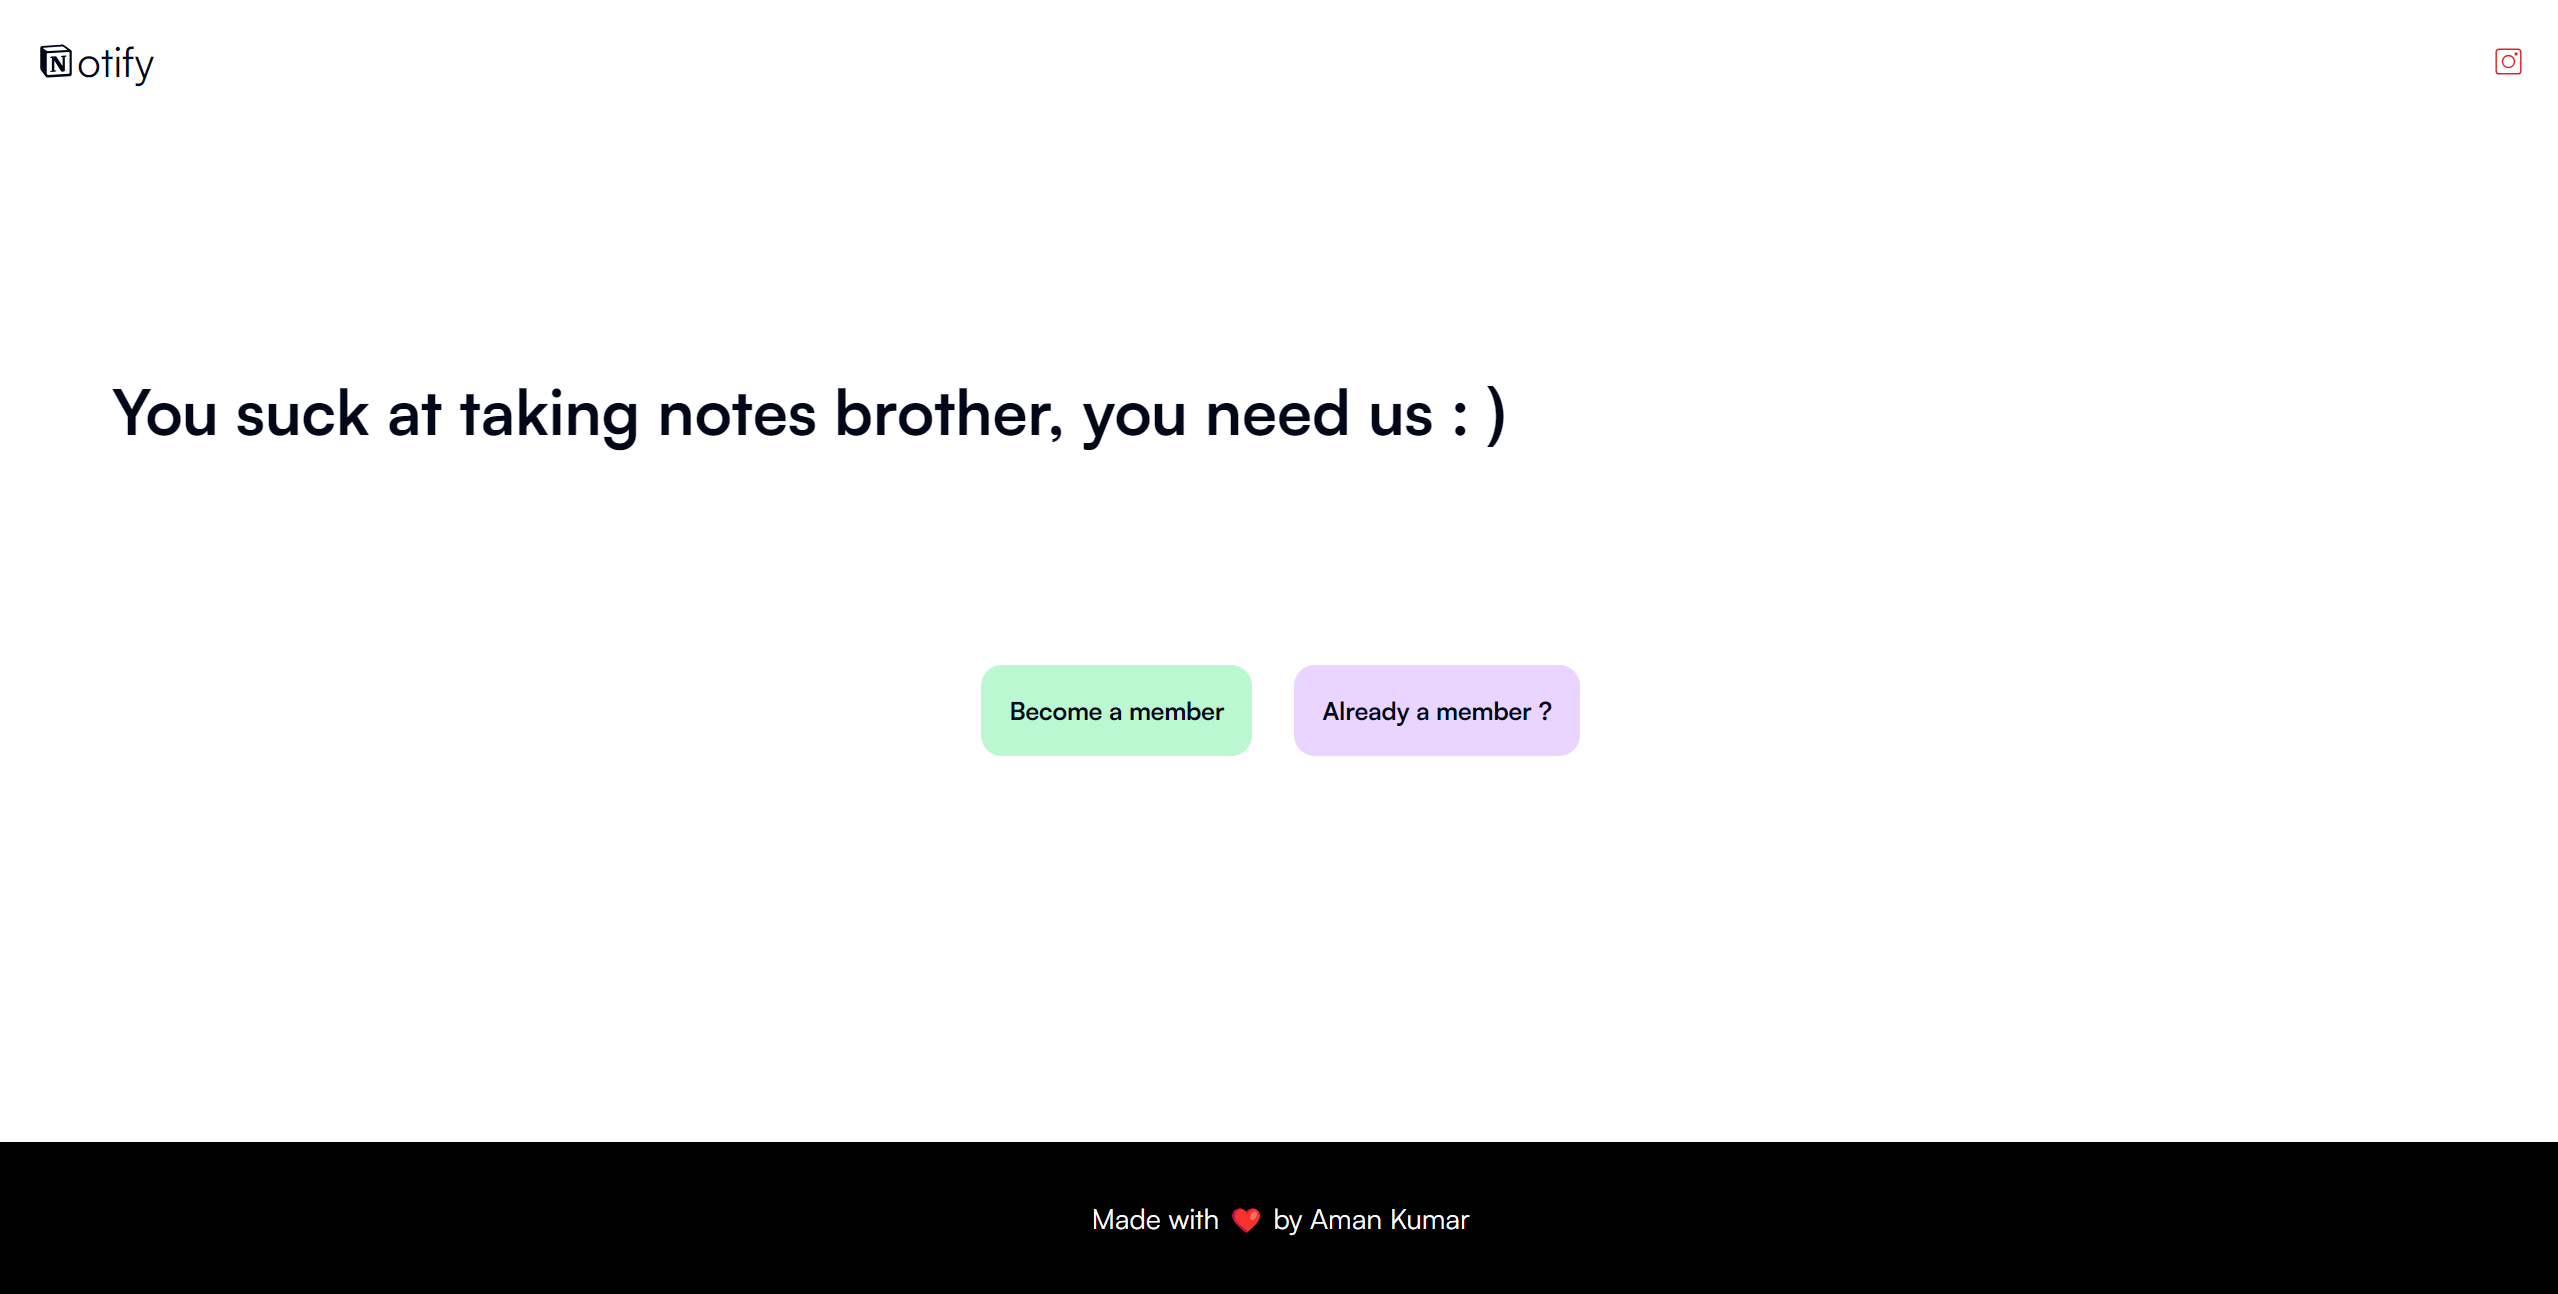 Notify
You suck at taking notes brother, you need us : )
Become a member
Already a member ?
Made with ❤️ by Aman Kumar